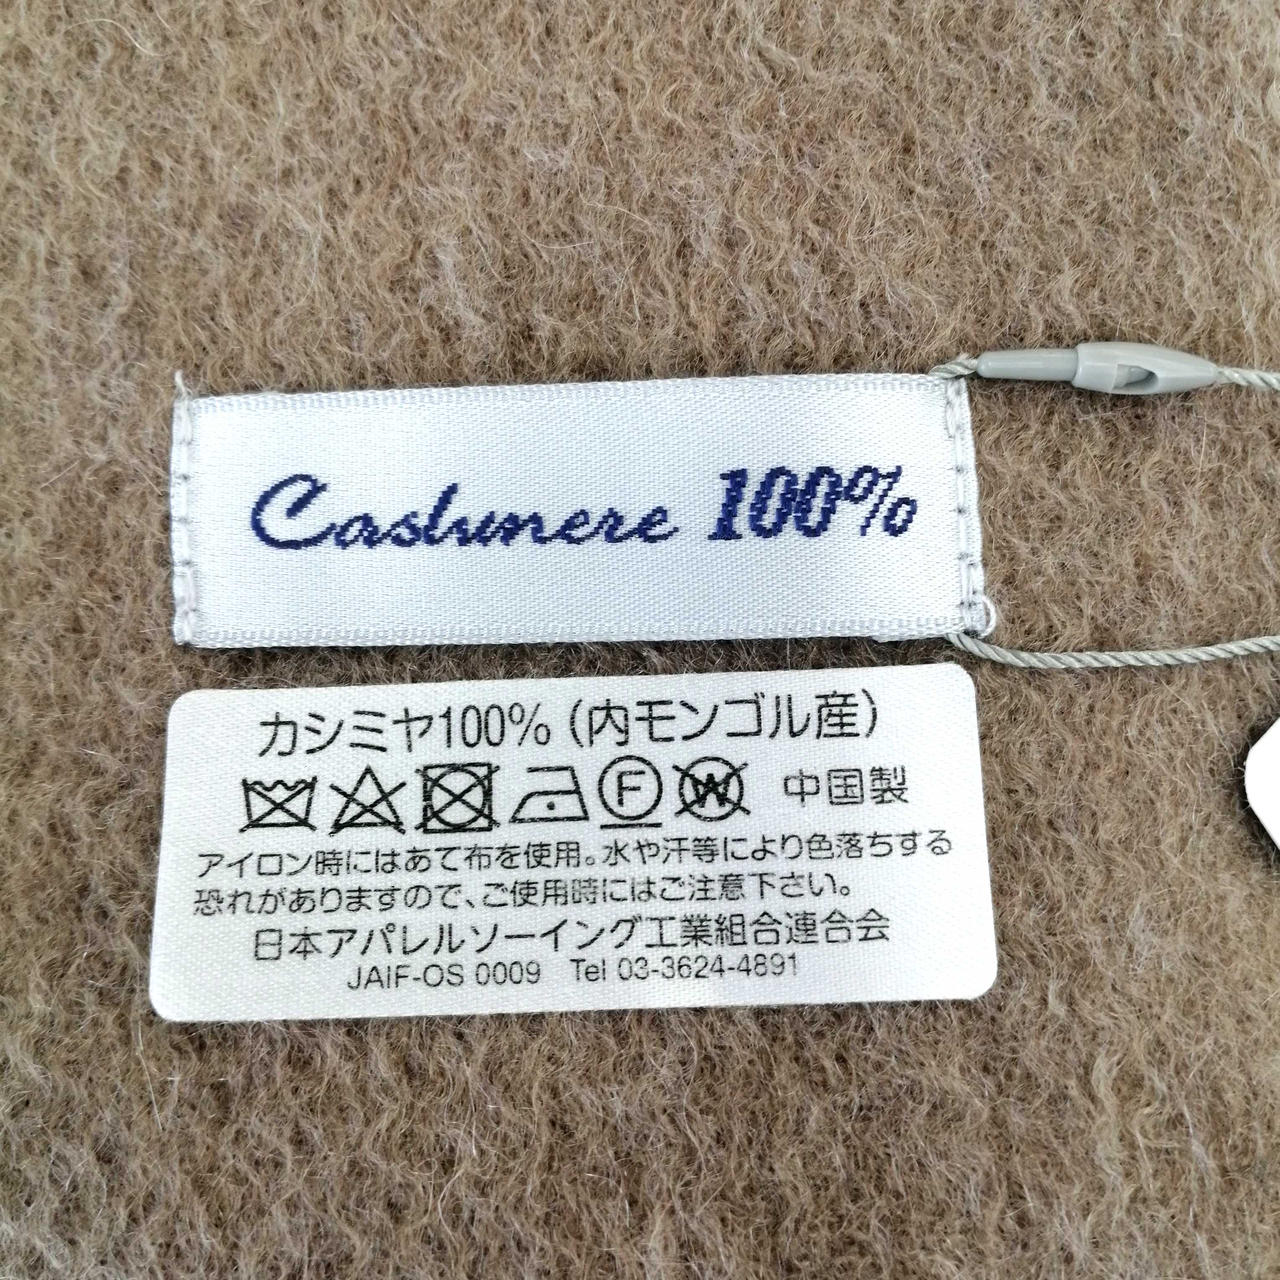 Cashmere 100%
カシミヤ100%（内モンゴル産）
F W 中国製
アイロン時にはあて布を使用。水や汗等により色落ちする
恐れがありますので、ご使用時にはご注意下さい。
日本アパレルソーイング工業組合連合会
JAIF-OS 0009 Tel 03-3624-4891